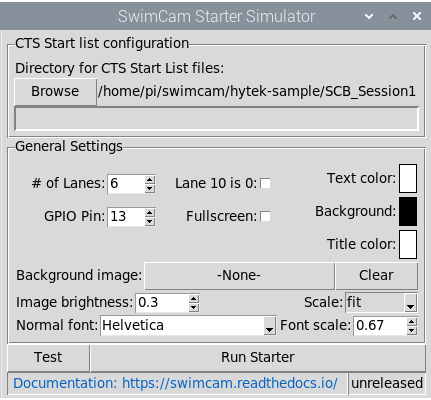 SwimCam Starter Simulator
CTS Start list configuration
Directory for CTS Start List files:
Browse /home/pi/swimcam/hytek-sample/SCB_Session1
General Settings
# of Lanes: 6 Lane 10 is 0: Text color:
GPIO Pin: 13 Fullscreen: Background:
Title color:
Background image: -None- Clear
Image brightness: 0.3 Scale: fit
Normal font: Helvetica Font scale: 0.67
Test Run Starter
Documentation: https://swimcam.readthedocs.io/ unreleased